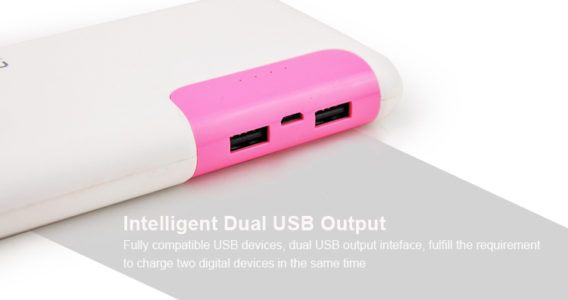 Intelligent Dual USB Output
Fully compatible USB devices, dual USB output inteface, fulfill the requirement
to charge two digital devices in the same time